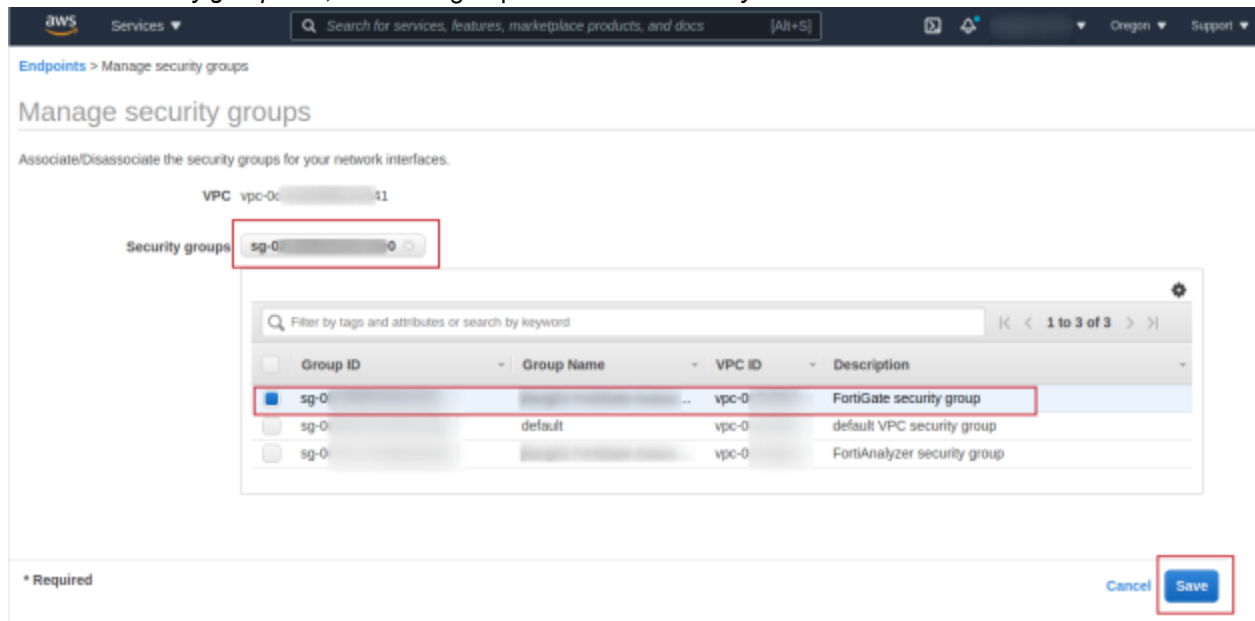 aws Services ▼ Search for services, features, marketplace products, and docs [Alt+S] Oregon ▼ Support ▼
Endpoints > Manage security groups
Manage security groups
Associate/Disassociate the security groups for your network interfaces.
VPC vpc-0c 41
Security groups sg-0 0
Filter by tags and attributes or search by keyword |< < 1 to 3 of 3 > >|
Group ID Group Name VPC ID Description
sg-0 ... vpc-0 FortiGate security group
sg-0 default vpc-0 default VPC security group
sg-0 vpc-0 FortiAnalyzer security group
* Required Cancel Save